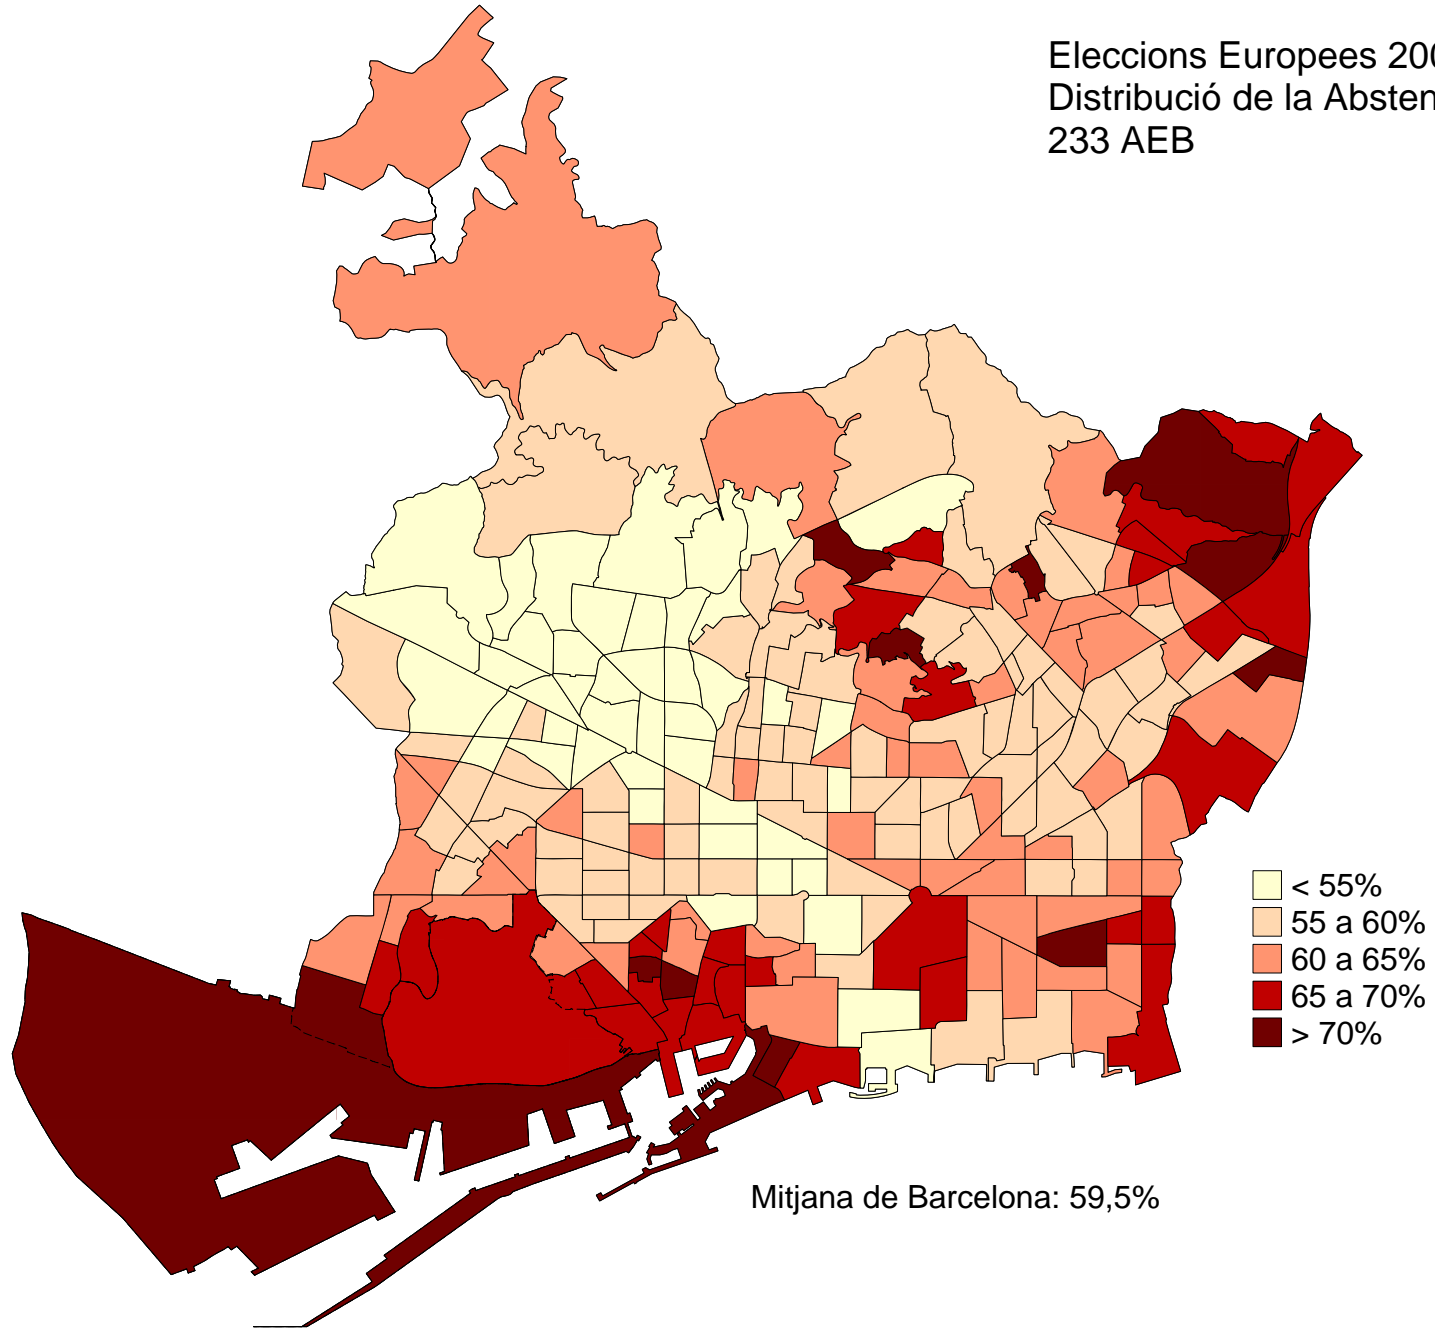 Eleccions Europees 200
Distribució de la Absten
233 AEB
< 55%
55 a 60%
60 a 65%
65 a 70%
> 70%
Mitjana de Barcelona: 59,5%